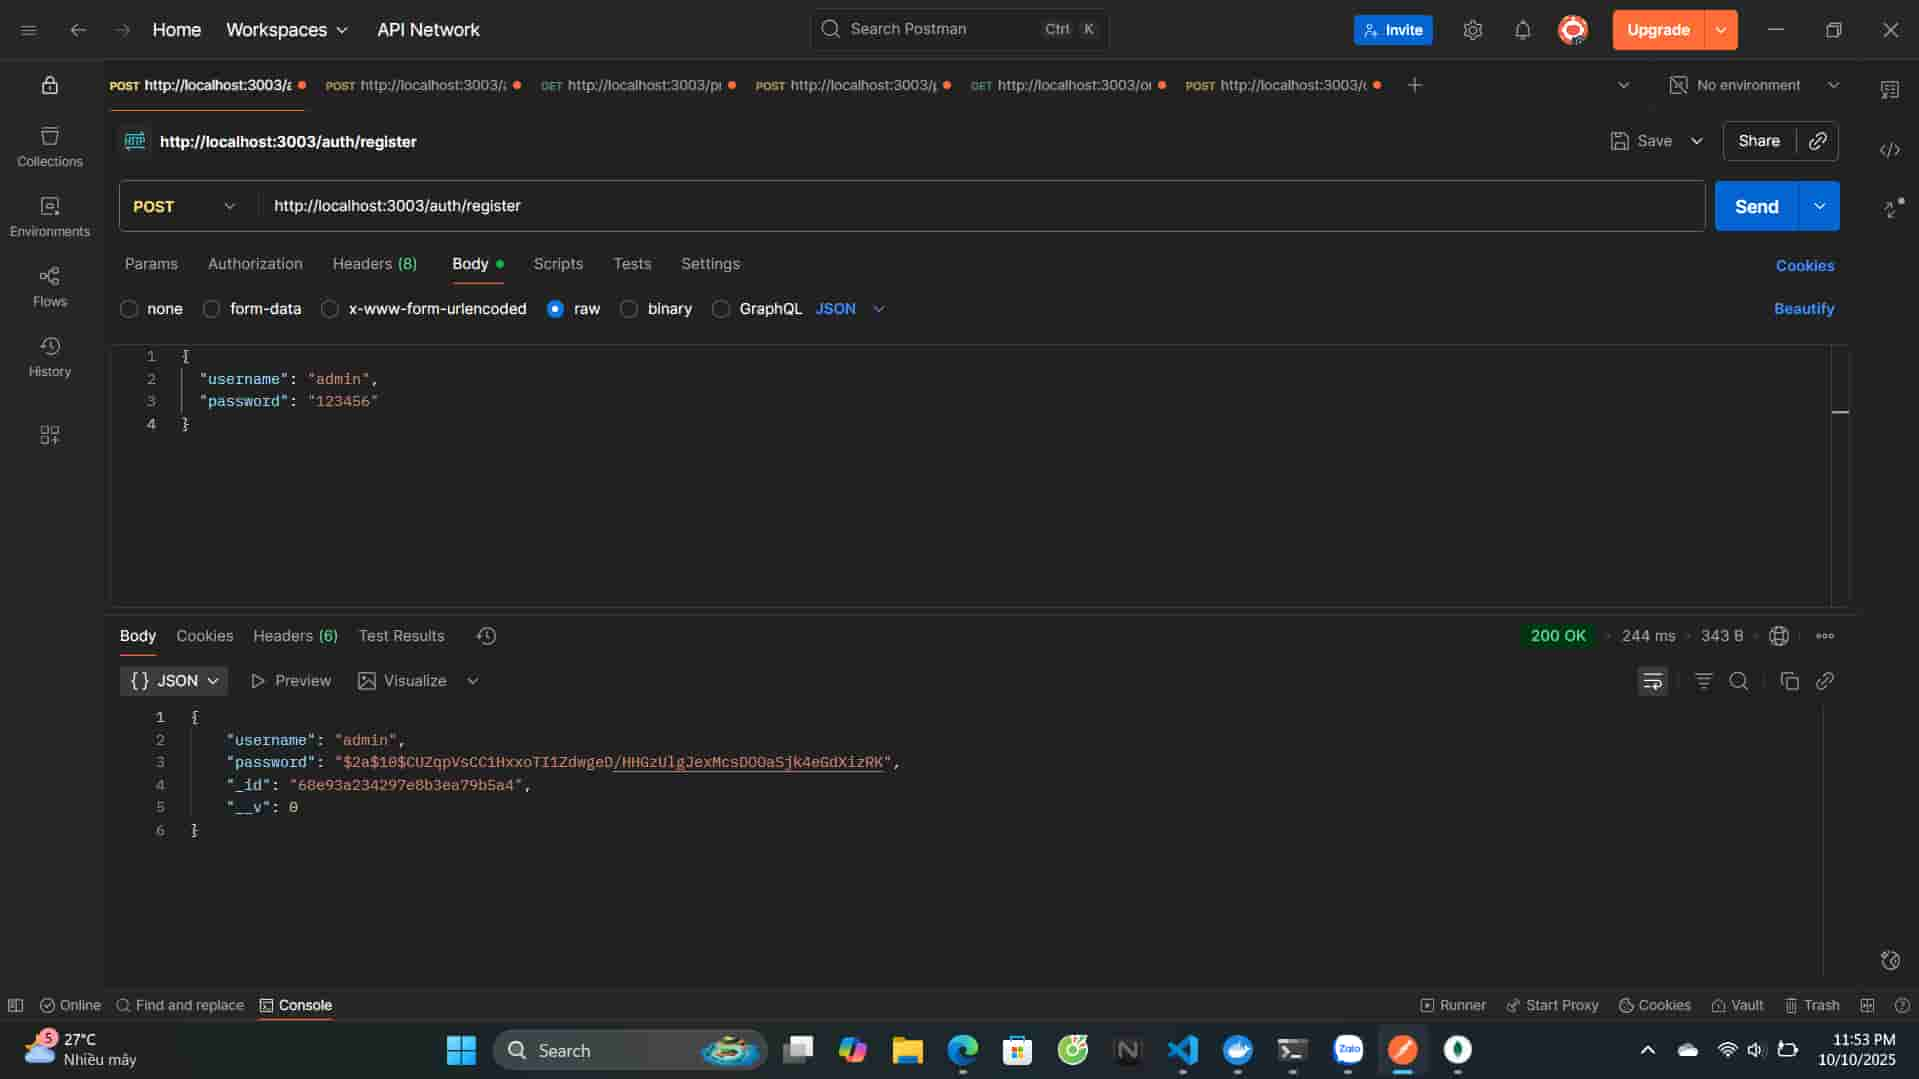 Home Workspaces API Network Search Postman Ctrl K Invite Upgrade
POST http://localhost:3003/a POST http://localhost:3003/a GET http://localhost:3003/pr POST http://localhost:3003/p GET http://localhost:3003/or POST http://localhost:3003/o No environment
HTTP http://localhost:3003/auth/register Save Share
POST http://localhost:3003/auth/register Send
Params Authorization Headers (8) Body Scripts Tests Settings Cookies
none form-data x-www-form-urlencoded raw binary GraphQL JSON Beautify
1 {
2 "username": "admin",
3 "password": "123456"
4 }
Collections
Environments
Flows
History
Body Cookies Headers (6) Test Results 200 OK 244 ms 343 B
{} JSON Preview Visualize
1 {
2 "username": "admin",
3 "password": "$2a$10$CUZqpVsCC1HxxoTI1ZdwgeD/HHGzUlgJexMcsDOOaSjk4eGdXizRK",
4 "_id": "68e93a234297e8b3ea79b5a4",
5 "__v": 0
6 }
Online Find and replace Console Runner Start Proxy Cookies Vault Trash
5 27°C
Nhiều mây
Search
Zalo
11:53 PM
10/10/2025